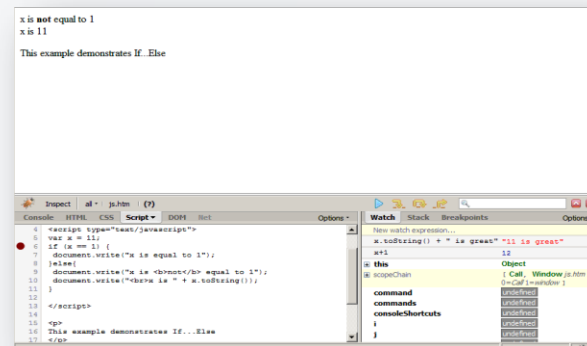 x is not equal to 1
x is 11
This example demonstrates If...Else
Inspect all js.htm (?)
Console HTML CSS Script DOM Net Options
4 <script type="text/javascript">
5 var x = 11;
6 if (x == 1) {
7 document.write("x is equal to 1");
8 }else{
9 document.write("x is <b>not</b> equal to 1");
10 document.write("<br>x is " + x.toString());
11 }
12
13 </script>
14
15 <p>
16 This example demonstrates If...Else
17 </p>
Watch Stack Breakpoints Options
New watch expression...
x.toString() + " is great" "11 is great"
x+1 12
this Object
scopeChain [ Call, Window js.htm
0=Call 1=window ]
command undefined
commands undefined
consoleShortcuts undefined
i undefined
j undefined